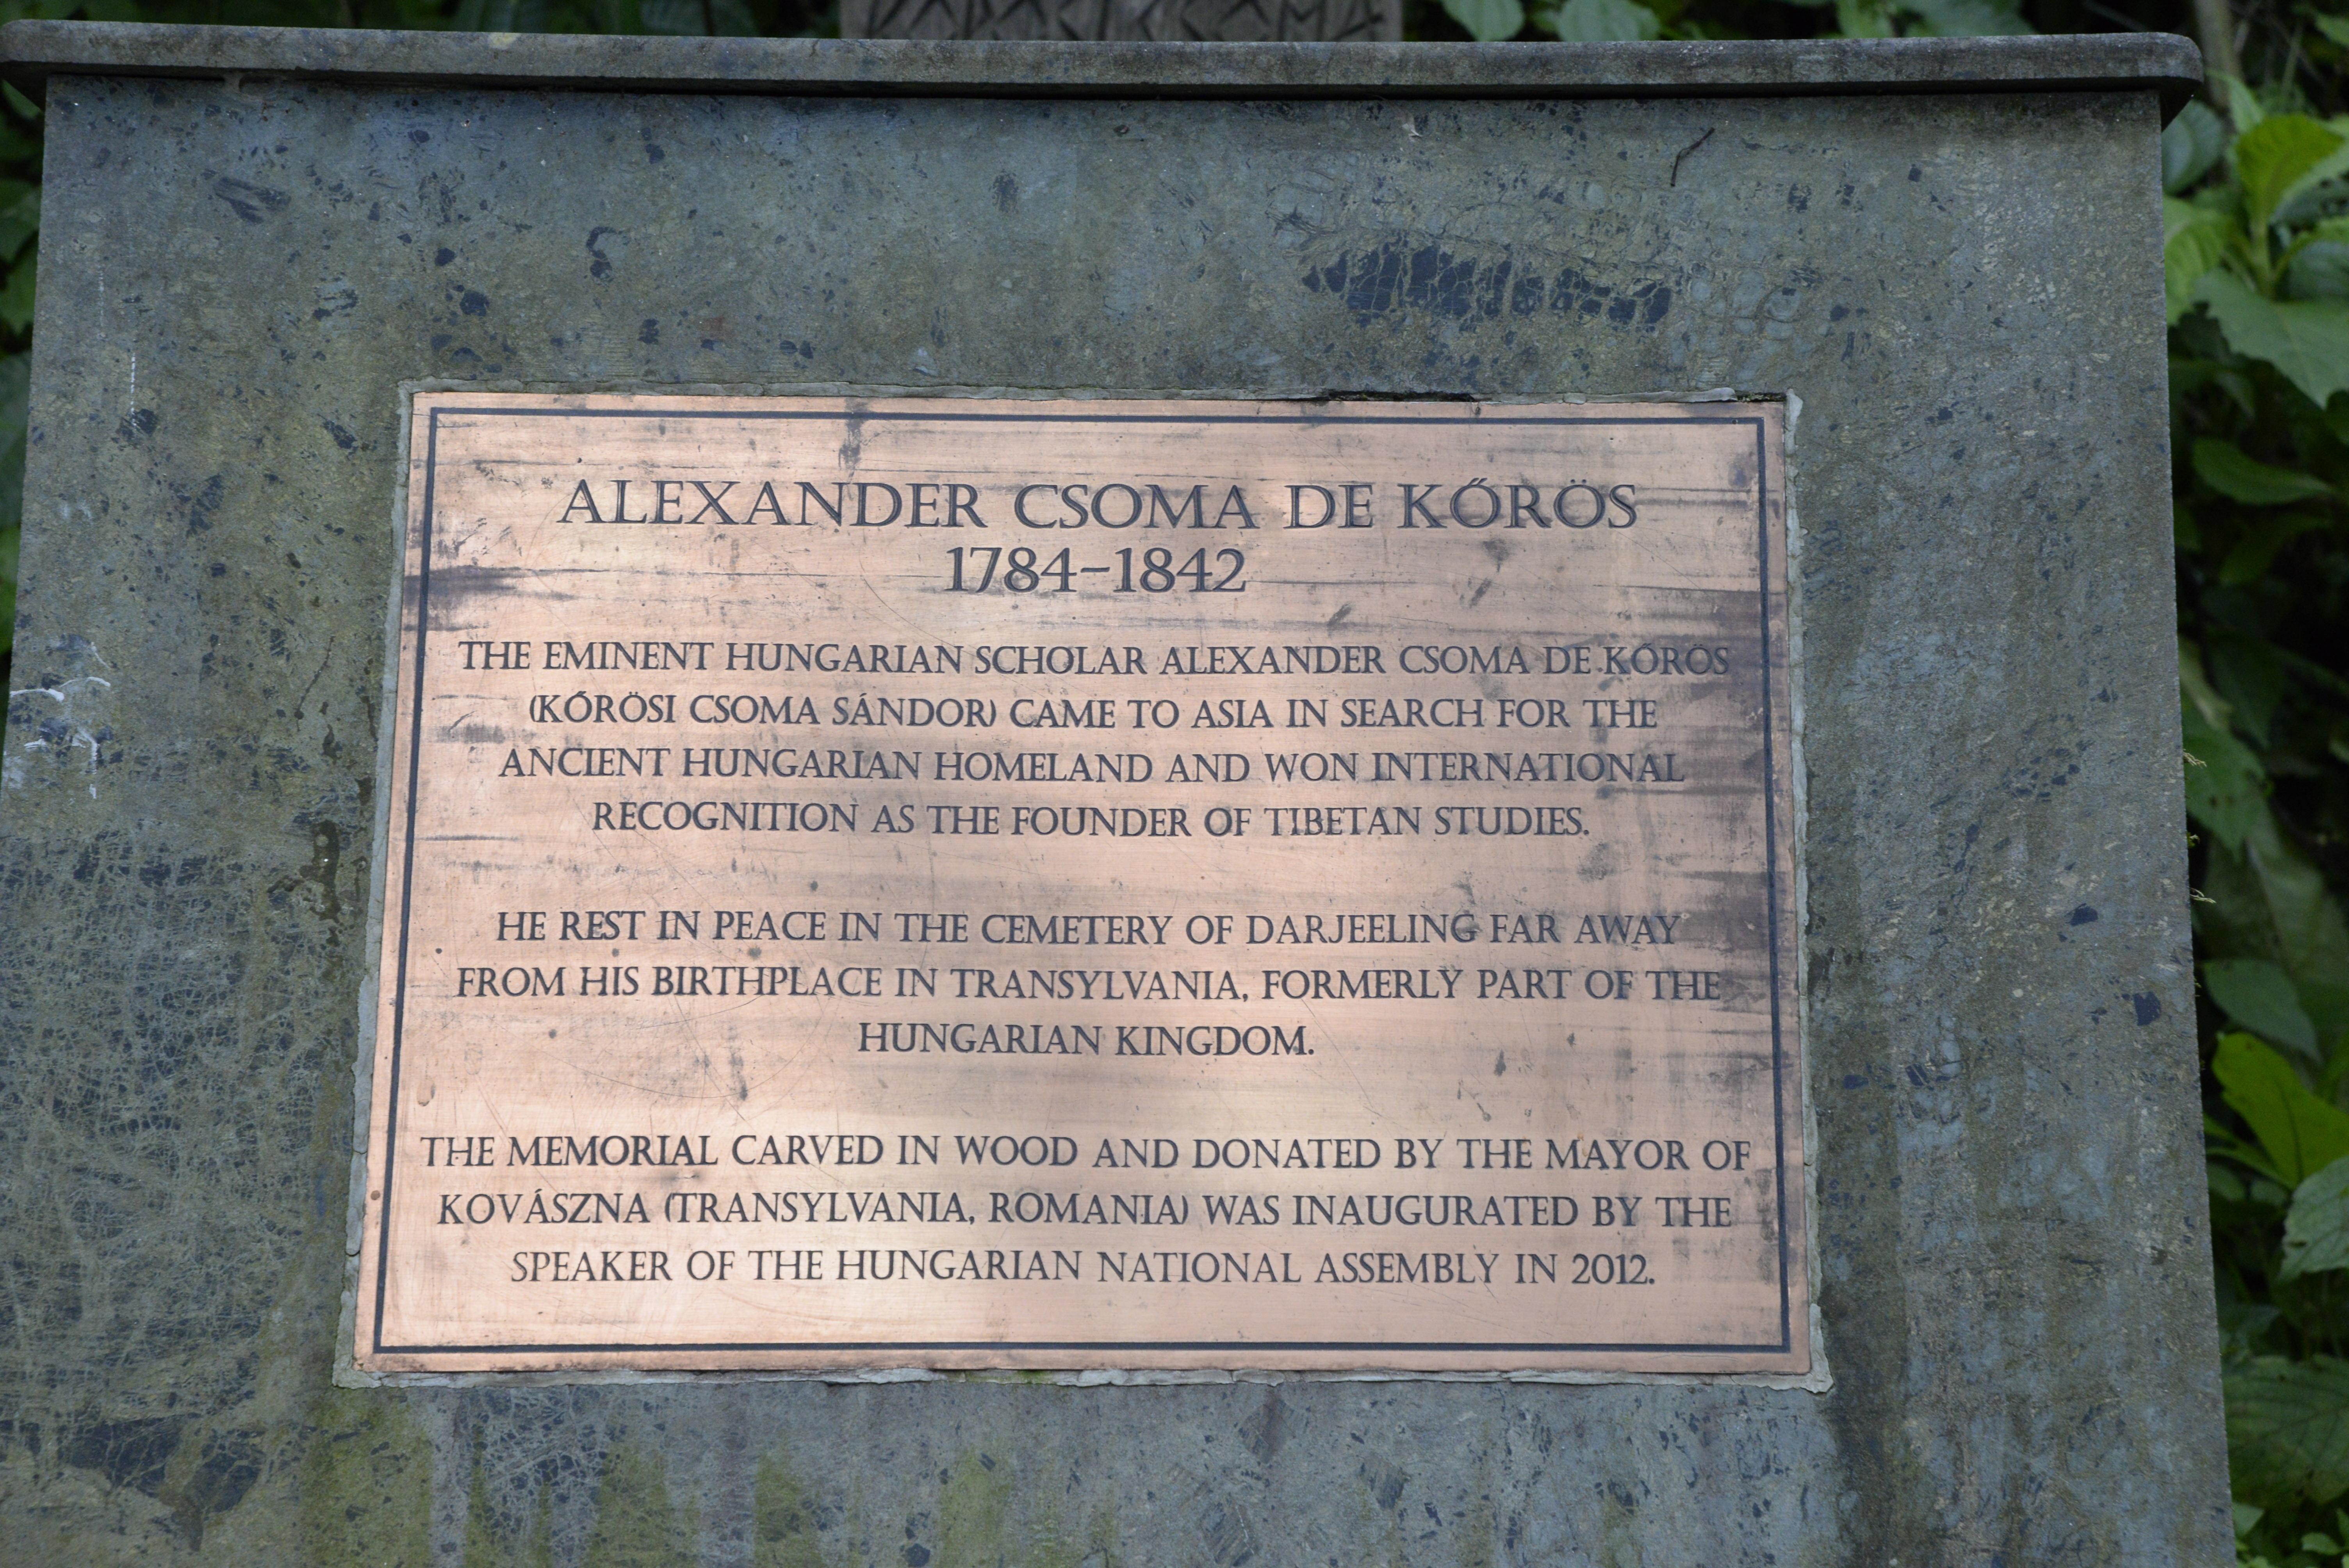 ALEXANDER CSOMA DE KŐRÖS
1784-1842
THE EMINENT HUNGARIAN SCHOLAR ALEXANDER CSOMA DE KŐRÖS
(KŐRÖSI CSOMA SÁNDOR) CAME TO ASIA IN SEARCH FOR THE
ANCIENT HUNGARIAN HOMELAND AND WON INTERNATIONAL
RECOGNITION AS THE FOUNDER OF TIBETAN STUDIES.
HE REST IN PEACE IN THE CEMETERY OF DARJEELING FAR AWAY
FROM HIS BIRTHPLACE IN TRANSYLVANIA, FORMERLY PART OF THE
HUNGARIAN KINGDOM.
THE MEMORIAL CARVED IN WOOD AND DONATED BY THE MAYOR OF
KOVÁSZNA (TRANSYLVANIA, ROMANIA) WAS INAUGURATED BY THE
SPEAKER OF THE HUNGARIAN NATIONAL ASSEMBLY IN 2012.